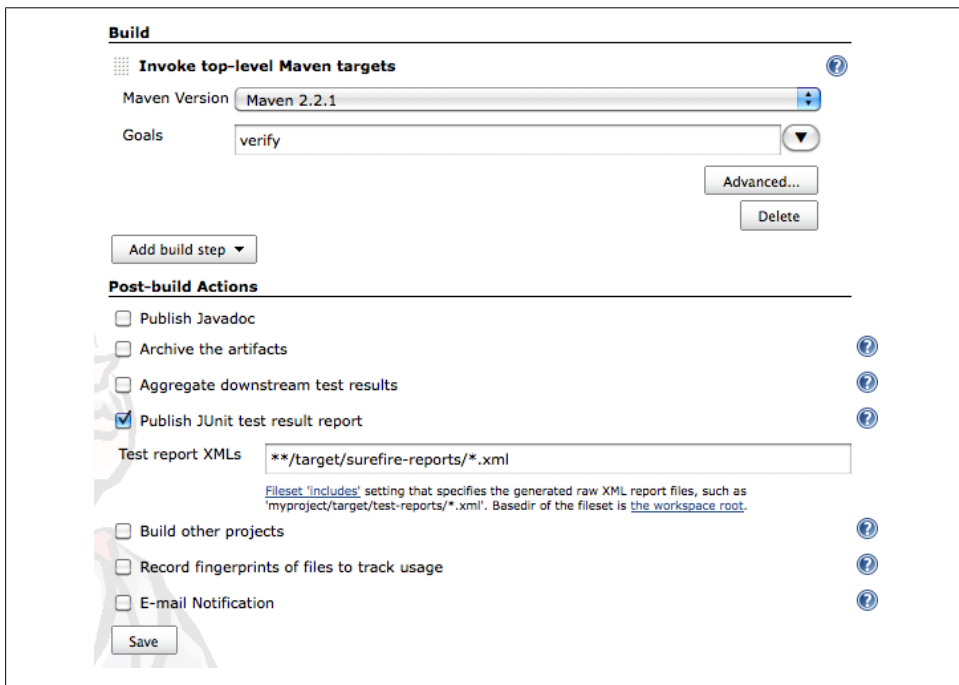 Build
Invoke top-level Maven targets
Maven Version Maven 2.2.1
Goals verify
Advanced...
Delete
Add build step
Post-build Actions
Publish Javadoc
Archive the artifacts
Aggregate downstream test results
Publish JUnit test result report
Test report XMLs **/target/surefire-reports/*.xml
Fileset 'includes' setting that specifies the generated raw XML report files, such as
'myproject/target/test-reports/*.xml'. Basedir of the fileset is the workspace root.
Build other projects
Record fingerprints of files to track usage
E-mail Notification
Save